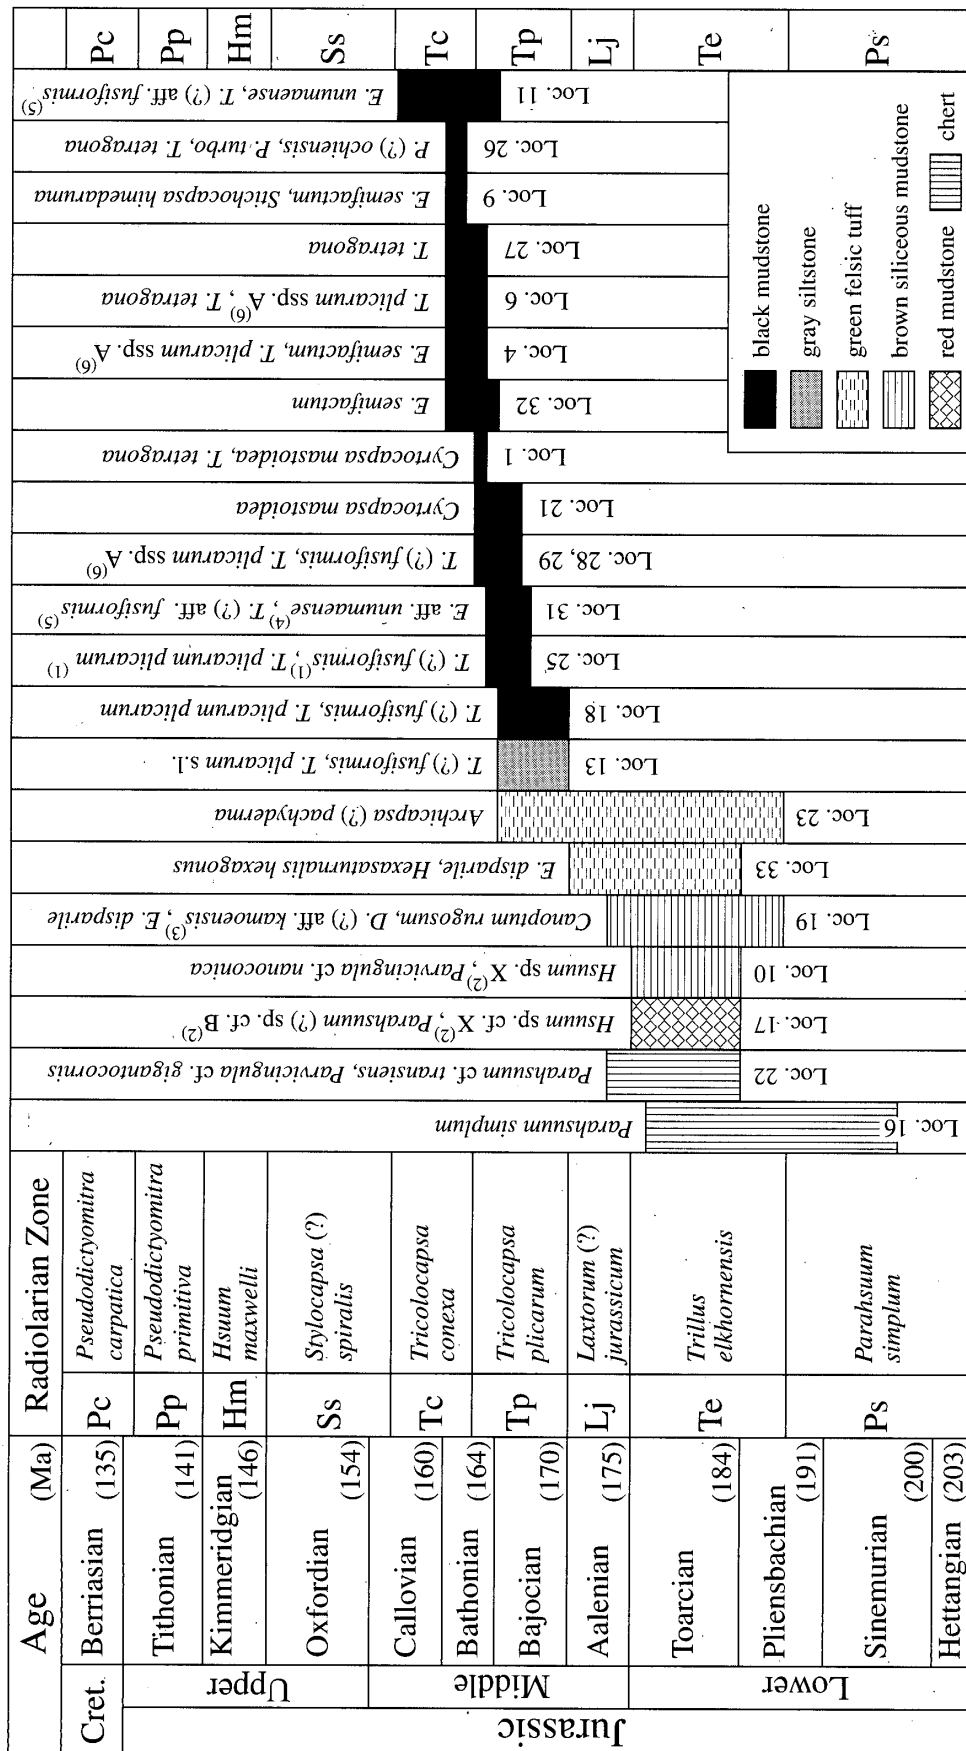 Age (Ma) Radiolarian Zone
Cret. Berriasian (135) Pc Pseudodictyomitra
carpatica
Pc
Jurassic
Upper
Tithonian (141) Pp Pseudodictyomitra
primitiva
Pp
Kimmeridgian (146) Hm Hsuum
maxwelli
Hm
Oxfordian (154) Ss Stylocapsa (?)
spiralis
Ss
Middle
Callovian (160) Tc Tricolocapsa
conexa
Tc
Bathonian (164)
Bajocian (170) Tp Tricolocapsa
plicarum
Tp
Aalenian (175) Lj Laxtorum (?)
jurassicum
Lj
Lower
Toarcian (184) Te Trillus
elkhornensis
Te
Pliensbachian (191)
Sinemurian (200) Ps Parahsuum
simplum
Ps
Hettangian (203)
Parahsuum simplum
Loc. 16
Parahsuum cf. transiens, Parvicingula cf. gigantocornis
Loc. 22
Hsuum sp. cf. X(2), Parahsuum (?) sp. cf. B(2)
Loc. 17
Hsuum sp. X(2), Parvicingula cf. nanoconica
Loc. 10
Canoptum rugosum, D. (?) aff. kamoensis(3), E. disparile
Loc. 19
E. disparile, Hexasaturnalis hexagonus
Loc. 33
Archicapsa (?) pachyderma
Loc. 23
T. (?) fusiformis, T. plicarum s.l.
Loc. 13
T. (?) fusiformis, T. plicarum plicarum
Loc. 18
T. (?) fusiformis(1), T. plicarum plicarum (1)
Loc. 25
E. aff. unumaense(4), T. (?) aff. fusiformis(5)
Loc. 31
T. (?) fusiformis, T. plicarum ssp. A(6)
Loc. 28, 29
Cyrtocapsa mastoidea
Loc. 21
Cyrtocapsa mastoidea, T. tetragona
Loc. 1
E. semifactum
Loc. 32
E. semifactum, T. plicarum ssp. A(6)
Loc. 4
T. plicarum ssp. A(6), T. tetragona
Loc. 6
T. tetragona
Loc. 27
E. semifactum, Stichocapsa himedaruma
Loc. 9
P. (?) ochiensis, P. turbo, T. tetragona
Loc. 26
E. unumaense, T. (?) aff. fusiformis(5)
Loc. 11
black mudstone
gray siltstone
green felsic tuff
brown siliceous mudstone
red mudstone chert